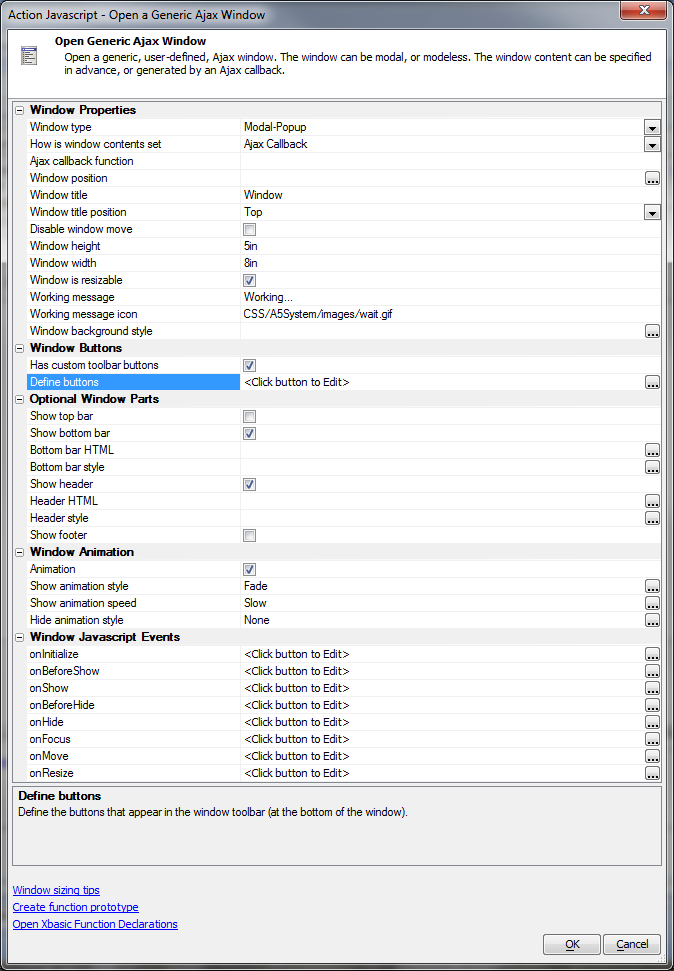 Action Javascript - Open a Generic Ajax Window
Open Generic Ajax Window
Open a generic, user-defined, Ajax window. The window can be modal, or modeless. The window content can be specified
in advance, or generated by an Ajax callback.
Window Properties
Window type Modal-Popup
How is window contents set Ajax Callback
Ajax callback function
Window position ...
Window title Window
Window title position Top
Disable window move
Window height 5in
Window width 8in
Window is resizable
Working message Working...
Working message icon CSS/A5System/images/wait.gif
Window background style ...
Window Buttons
Has custom toolbar buttons
Define buttons <Click button to Edit> ...
Optional Window Parts
Show top bar
Show bottom bar
Bottom bar HTML ...
Bottom bar style ...
Show header
Header HTML ...
Header style ...
Show footer
Window Animation
Animation
Show animation style Fade ...
Show animation speed Slow ...
Hide animation style None ...
Window Javascript Events
onInitialize <Click button to Edit> ...
onBeforeShow <Click button to Edit> ...
onShow <Click button to Edit> ...
onBeforeHide <Click button to Edit> ...
onHide <Click button to Edit> ...
onFocus <Click button to Edit> ...
onMove <Click button to Edit> ...
onResize <Click button to Edit> ...
Define buttons
Define the buttons that appear in the window toolbar (at the bottom of the window).
Window sizing tips
Create function prototype
Open Xbasic Function Declarations
OK Cancel